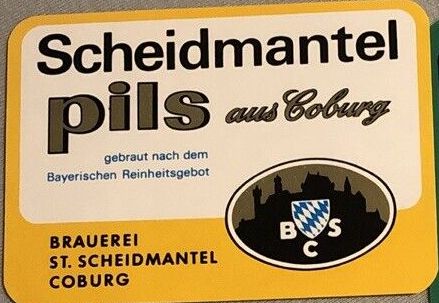 Scheidmantel
pils aus Coburg
gebraut nach dem
Bayerischen Reinheitsgebot
B S
C
BRAUEREI
ST. SCHEIDMANTEL
COBURG